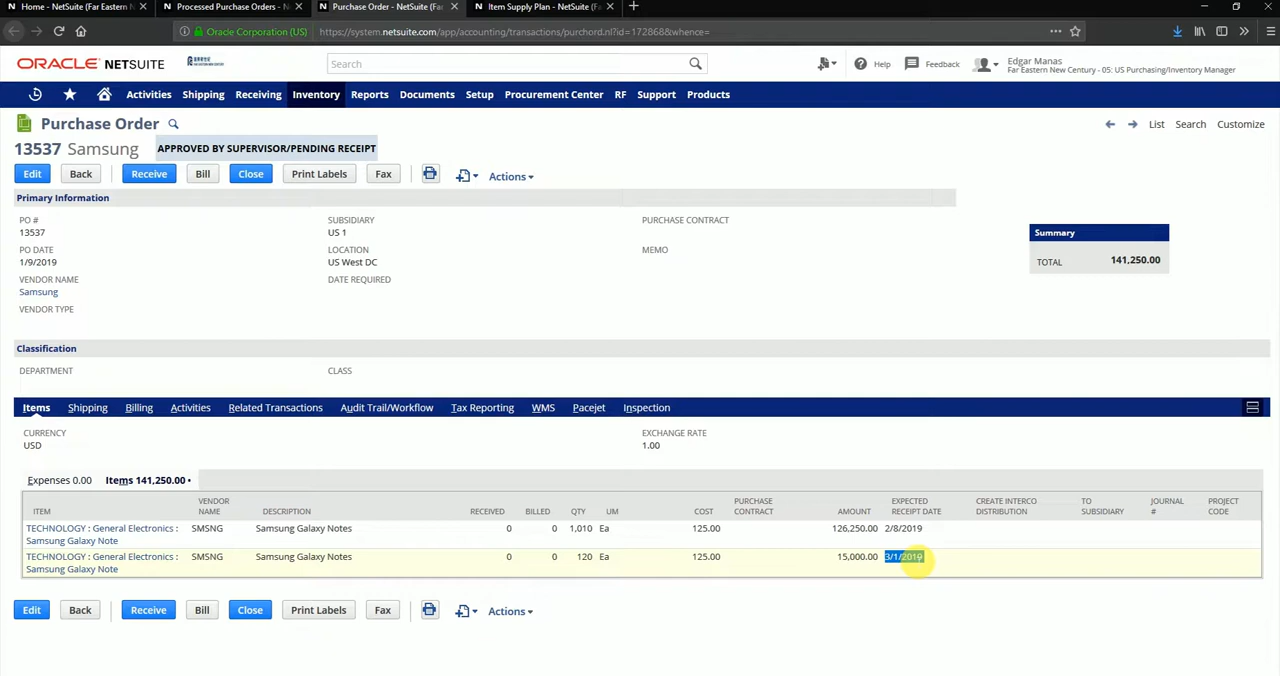 Home - NetSuite (Far Eastern N
Processed Purchase Orders - Ne
Purchase Order - NetSuite (Fa
Item Supply Plan - NetSuite (Fa
Oracle Corporation (US)
https://system.netsuite.com/app/accounting/transactions/purchord.nl?id=172868&whence=
ORACLE NETSUITE
Search
Help
Feedback
Edgar Manas
Far Eastern New Century - 05: US Purchasing/Inventory Manager
Activities Shipping Receiving Inventory Reports Documents Setup Procurement Center RF Support Products
Purchase Order
List Search Customize
13537 Samsung APPROVED BY SUPERVISOR/PENDING RECEIPT
Edit Back Receive Bill Close Print Labels Fax Actions
Primary Information
PO # SUBSIDIARY PURCHASE CONTRACT
13537 US 1
PO DATE LOCATION MEMO
1/9/2019 US West DC
VENDOR NAME DATE REQUIRED
Samsung
VENDOR TYPE
Summary
TOTAL 141,250.00
Classification
DEPARTMENT CLASS
Items Shipping Billing Activities Related Transactions Audit Trail/Workflow Tax Reporting WMS Pacejet Inspection
CURRENCY EXCHANGE RATE
USD 1.00
Expenses 0.00 Items 141,250.00 •
VENDOR PURCHASE EXPECTED CREATE INTERCO TO JOURNAL PROJECT
ITEM NAME DESCRIPTION RECEIVED BILLED QTY UM COST CONTRACT AMOUNT RECEIPT DATE DISTRIBUTION SUBSIDIARY # CODE
TECHNOLOGY : General Electronics : SMSNG Samsung Galaxy Notes 0 0 1,010 Ea 125.00 126,250.00 2/8/2019
Samsung Galaxy Note
TECHNOLOGY : General Electronics : SMSNG Samsung Galaxy Notes 0 0 120 Ea 125.00 15,000.00 3/1/2019
Samsung Galaxy Note
Edit Back Receive Bill Close Print Labels Fax Actions